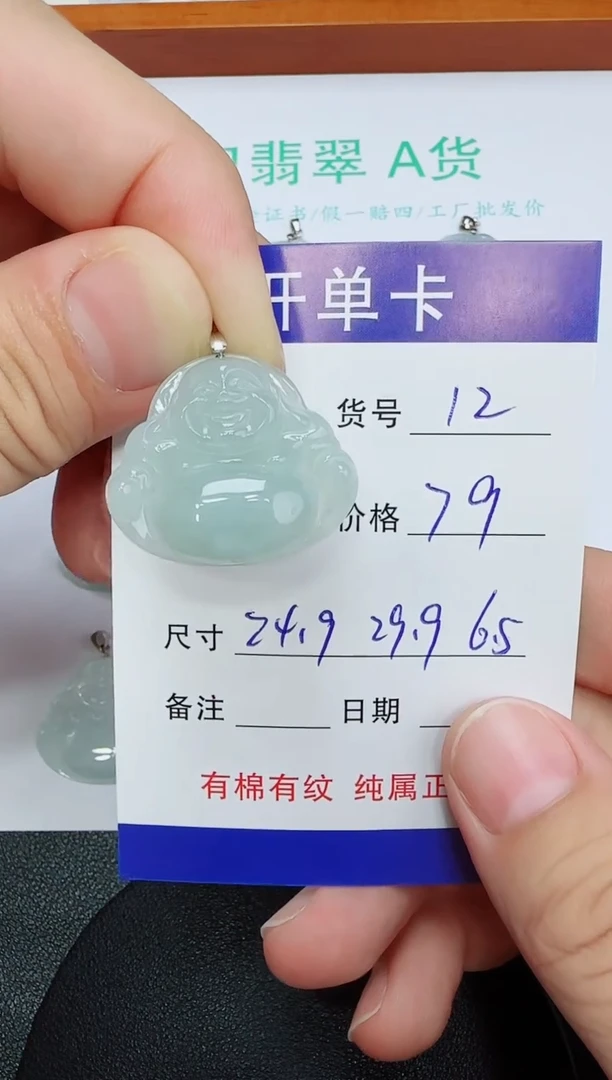 翡翠 A货
证书/假一赔四/工厂批发价
开单卡
货号 12
价格 79
尺寸 24.9 29.9 6.5
备注 日期
有棉有纹 纯属正